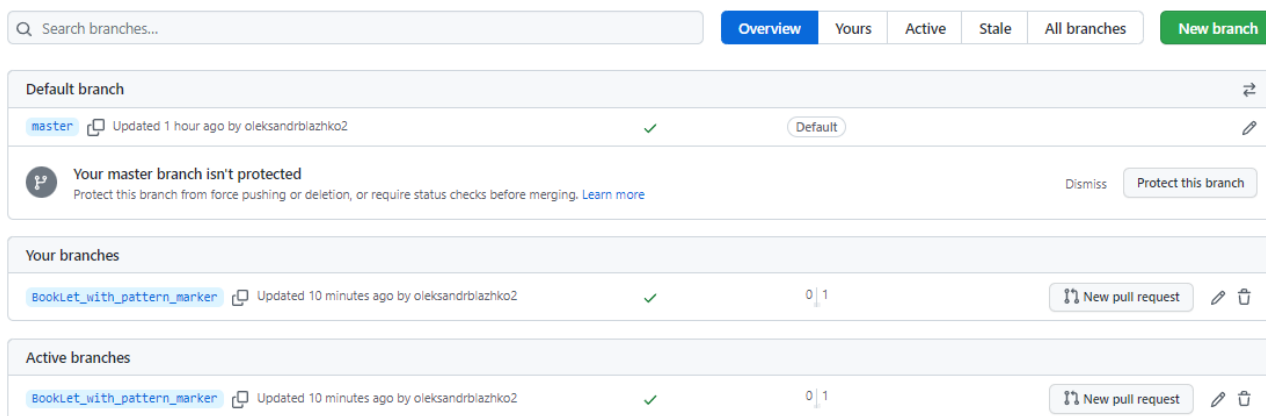 Search branches...
Overview Yours Active Stale All branches New branch
Default branch
master Updated 1 hour ago by oleksandrblazhko2 Default
Your master branch isn't protected
Protect this branch from force pushing or deletion, or require status checks before merging. Learn more
Dismiss Protect this branch
Your branches
BookLet_with_pattern_marker Updated 10 minutes ago by oleksandrblazhko2 0 1 New pull request
Active branches
BookLet_with_pattern_marker Updated 10 minutes ago by oleksandrblazhko2 0 1 New pull request